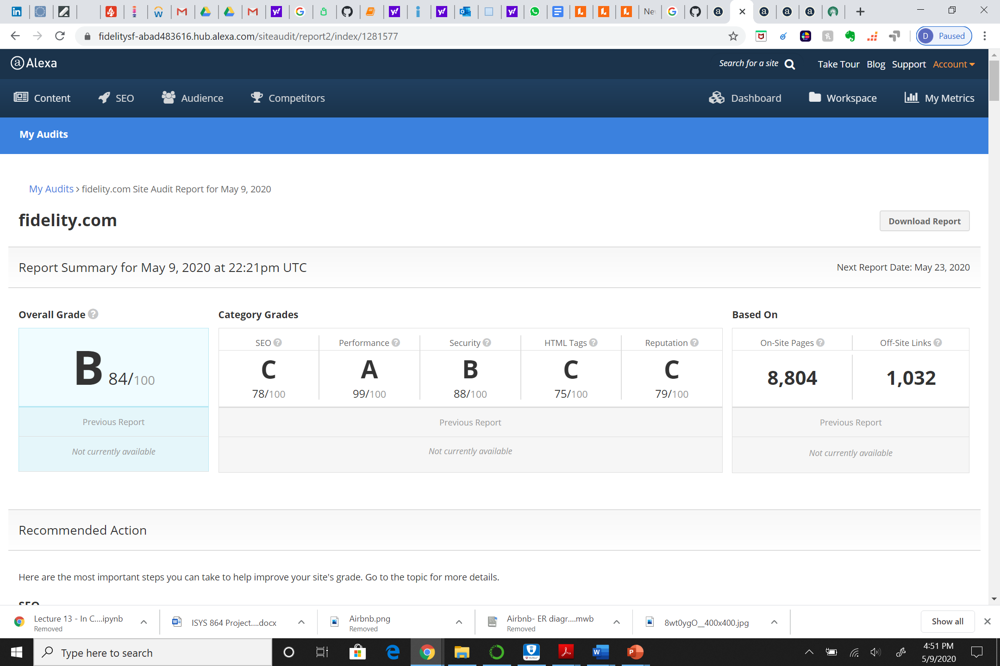 Ne
fidelitysf-abad483616.hub.alexa.com/siteaudit/report2/index/1281577
D Paused
Alexa
Search for a site
Take Tour Blog Support Account
Content SEO Audience Competitors Dashboard Workspace My Metrics
My Audits
My Audits > fidelity.com Site Audit Report for May 9, 2020
fidelity.com
Download Report
Report Summary for May 9, 2020 at 22:21pm UTC
Next Report Date: May 23, 2020
Overall Grade ?
Category Grades
Based On
SEO ? Performance ? Security ? HTML Tags ? Reputation ?
On-Site Pages ? Off-Site Links ?
B 84/100
C A B C C
78/100 99/100 88/100 75/100 79/100
8,804 1,032
Previous Report
Previous Report
Previous Report
Not currently available
Not currently available
Not currently available
Recommended Action
Here are the most important steps you can take to help improve your site's grade. Go to the topic for more details.
SEO
Lecture 13 - In C....ipynb
Removed
ISYS 864 Project....docx
Airbnb.png
Removed
Airbnb- ER diagr....mwb
Removed
8wt0ygO__400x400.jpg
Show all
Type here to search
4:51 PM
5/9/2020